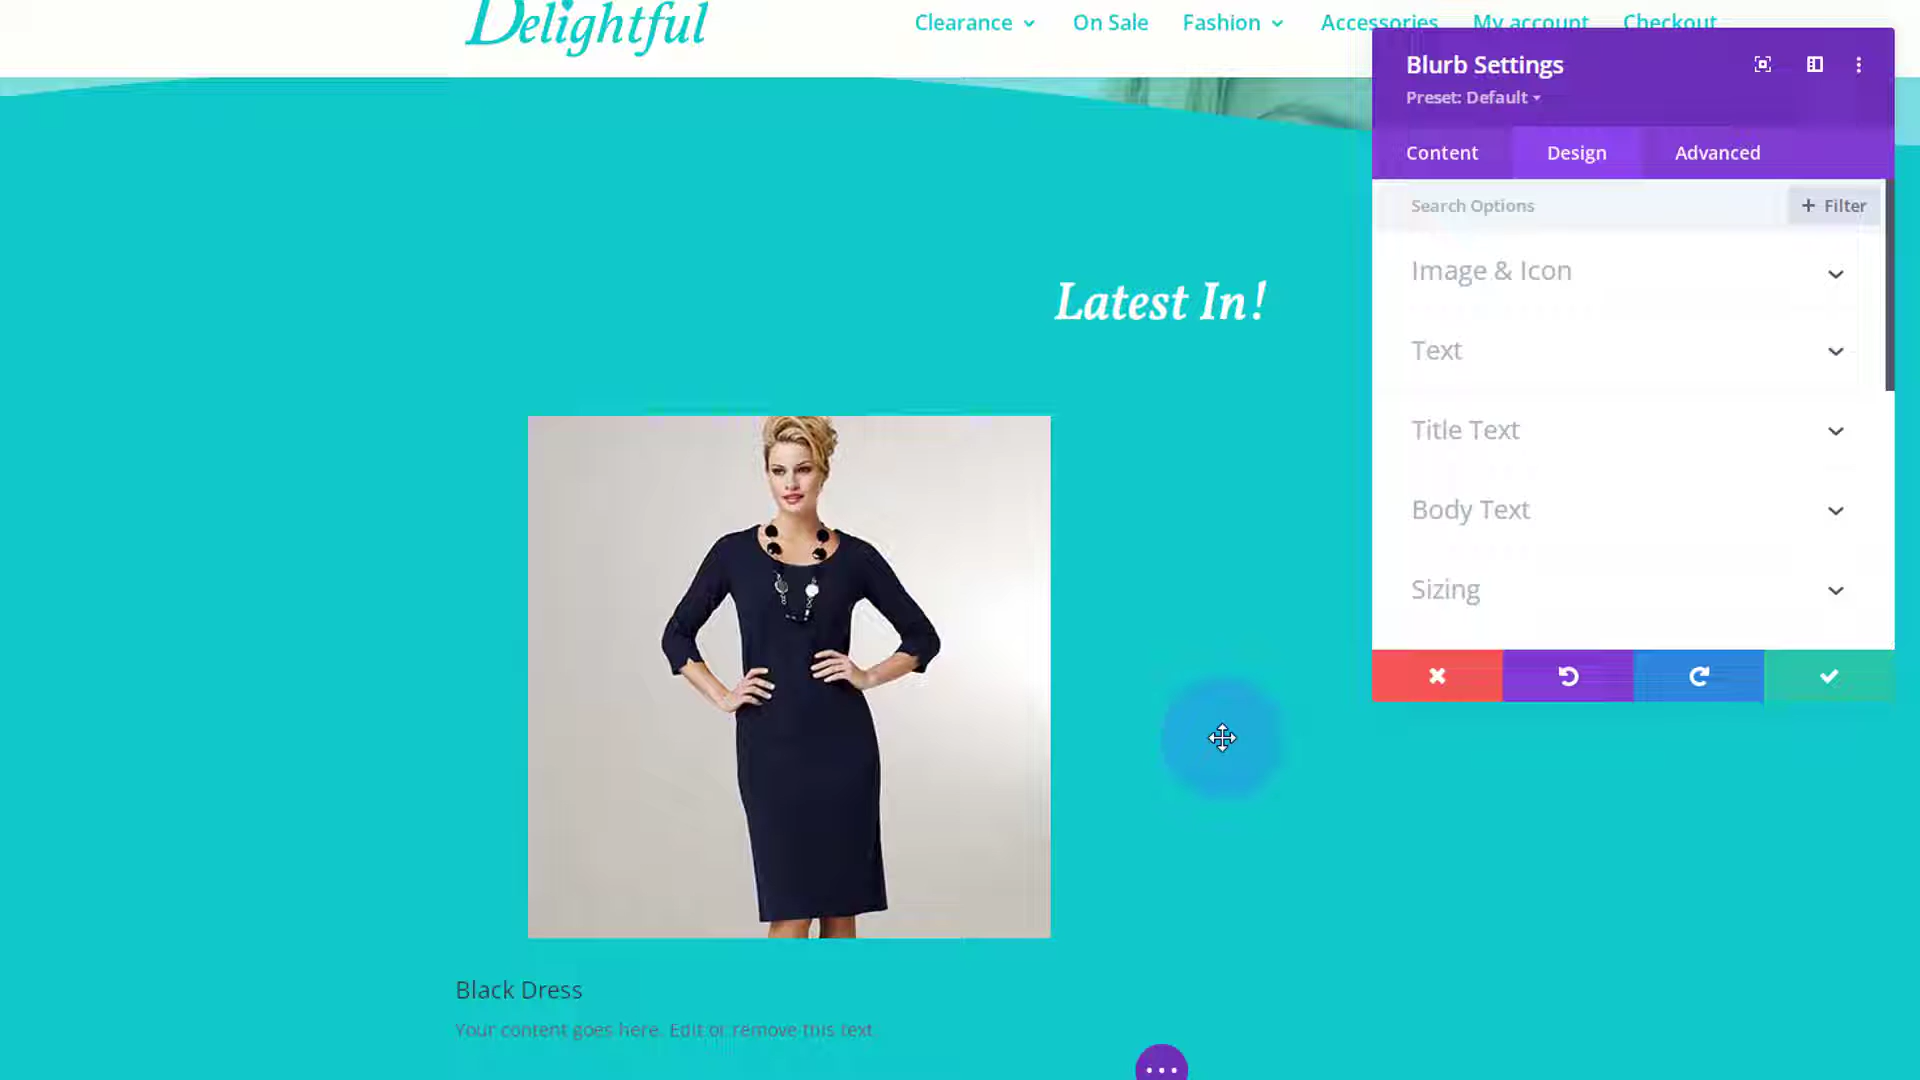 Delightful
Clearance On Sale Fashion Accessories My account Checkout
Blurb Settings
Preset: Default
Content Design Advanced
Search Options + Filter
Image & Icon
Text
Title Text
Body Text
Sizing
Latest In!
Black Dress
Your content goes here. Edit or remove this text